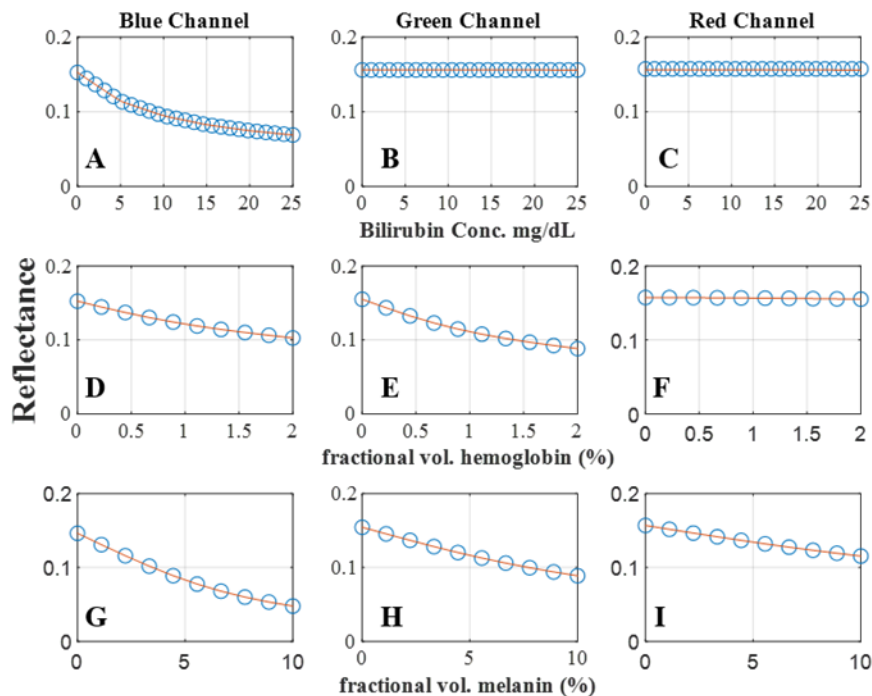 Blue Channel Green Channel Red Channel
0.2 0.2 0.2
0.1 0.1 0.1
A B C
0 0 0
0 5 10 15 20 25 0 5 10 15 20 25 0 5 10 15 20 25
Bilirubin Conc. mg/dL
Reflectance
0.2 0.2 0.2
0.1 0.1 0.1
D E F
0 0 0
0 0.5 1 1.5 2 0 0.5 1 1.5 2 0 0.5 1 1.5 2
fractional vol. hemoglobin (%)
0.2 0.2 0.2
0.1 0.1 0.1
G H I
0 0 0
0 5 10 0 5 10 0 5 10
fractional vol. melanin (%)